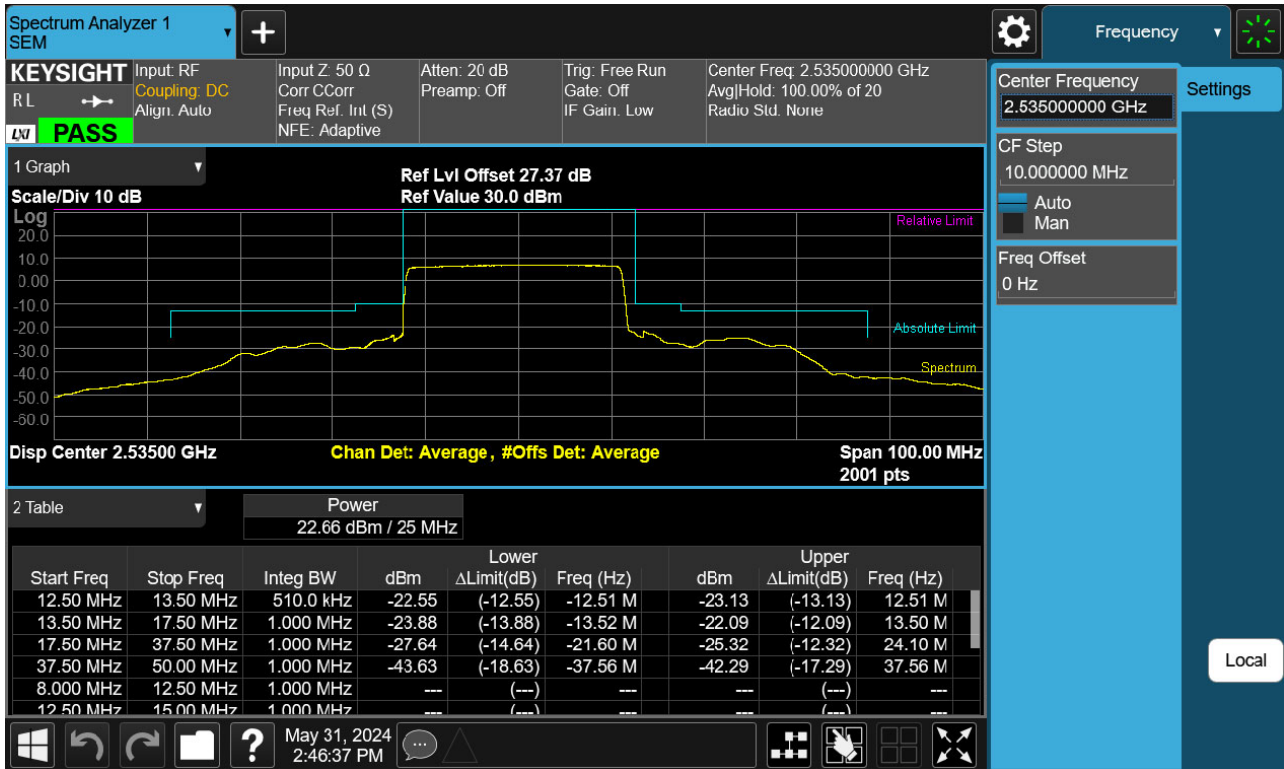 Spectrum Analyzer 1
SEM
+
Frequency
KEYSIGHT
R L
LXI
PASS
Input: RF
Coupling: DC
Align: Auto
Input Z: 50 Ω
Corr CCorr
Freq Ref: Int (S)
NFE: Adaptive
Atten: 20 dB
Preamp: Off
Trig: Free Run
Gate: Off
IF Gain: Low
Center Freq: 2.535000000 GHz
Avg|Hold: 100.00% of 20
Radio Std: None
Center Frequency
2.535000000 GHz
Settings
CF Step
10.000000 MHz
Auto
Man
Freq Offset
0 Hz
1 Graph
Ref Lvl Offset 27.37 dB
Scale/Div 10 dB
Ref Value 30.0 dBm
Log
Relative Limit
20.0
10.0
0.00
-10.0
-20.0
Absolute Limit
-30.0
-40.0
Spectrum
-50.0
-60.0
Disp Center 2.53500 GHz
Chan Det: Average, #Offs Det: Average
Span 100.00 MHz
2001 pts
2 Table
Power
22.66 dBm / 25 MHz
Lower Upper
Start Freq Stop Freq Integ BW dBm ΔLimit(dB) Freq (Hz) dBm ΔLimit(dB) Freq (Hz)
12.50 MHz 13.50 MHz 510.0 kHz -22.55 (-12.55) -12.51 M -23.13 (-13.13) 12.51 M
13.50 MHz 17.50 MHz 1.000 MHz -23.88 (-13.88) -13.52 M -22.09 (-12.09) 13.50 M
17.50 MHz 37.50 MHz 1.000 MHz -27.64 (-14.64) -21.60 M -25.32 (-12.32) 24.10 M
37.50 MHz 50.00 MHz 1.000 MHz -43.63 (-18.63) -37.56 M -42.29 (-17.29) 37.56 M
8.000 MHz 12.50 MHz 1.000 MHz --- (---) --- --- (---) ---
12.50 MHz 15.00 MHz 1.000 MHz --- (---) --- --- (---) ---
Local
?
May 31, 2024
2:46:37 PM